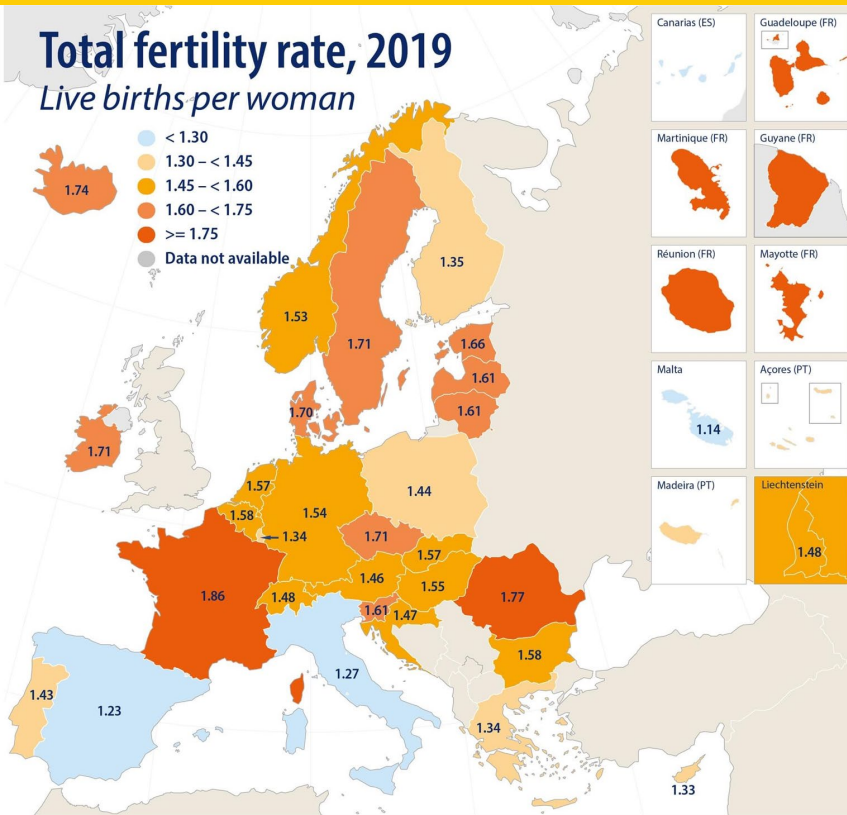 Total fertility rate, 2019
Live births per woman
< 1.30
1.30 – < 1.45
1.45 – < 1.60
1.60 – < 1.75
>= 1.75
Data not available
1.74
1.35
1.53
1.71
1.66
1.61
1.61
1.70
1.71
1.57
1.44
1.58
1.54
1.34
1.71
1.57
1.46
1.55
1.86
1.48
1.61
1.47
1.77
1.58
1.27
1.43
1.23
1.34
1.33
Canarias (ES)
Guadeloupe (FR)
Martinique (FR)
Guyane (FR)
Réunion (FR)
Mayotte (FR)
Malta
1.14
Açores (PT)
Madeira (PT)
Liechtenstein
1.48